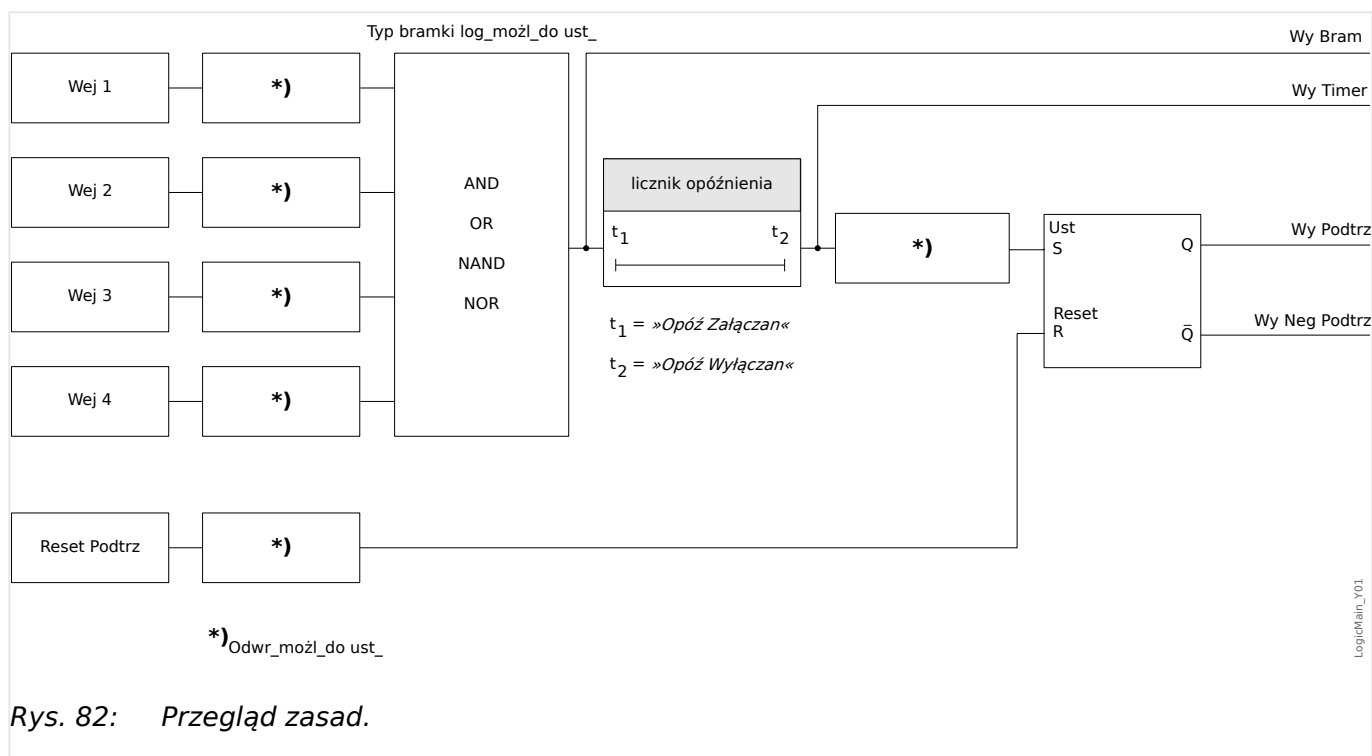 Typ bramki log_możl_do ust_
Wy Bram
Wej 1
*)
Wy Timer
Wej 2
*)
AND
OR
NAND
NOR
licznik opóźnienia
t1
t2
*)
Ust
S
Q
Wy Podtrz
Wej 3
*)
t1 = »Opóź Załączan«
Reset
R
Q̅
Wy Neg Podtrz
t2 = »Opóź Wyłączan«
Wej 4
*)
Reset Podtrz
*)
*)Odwr_możl_do ust_
LogicMain_Y01
Rys. 82: Przegląd zasad.